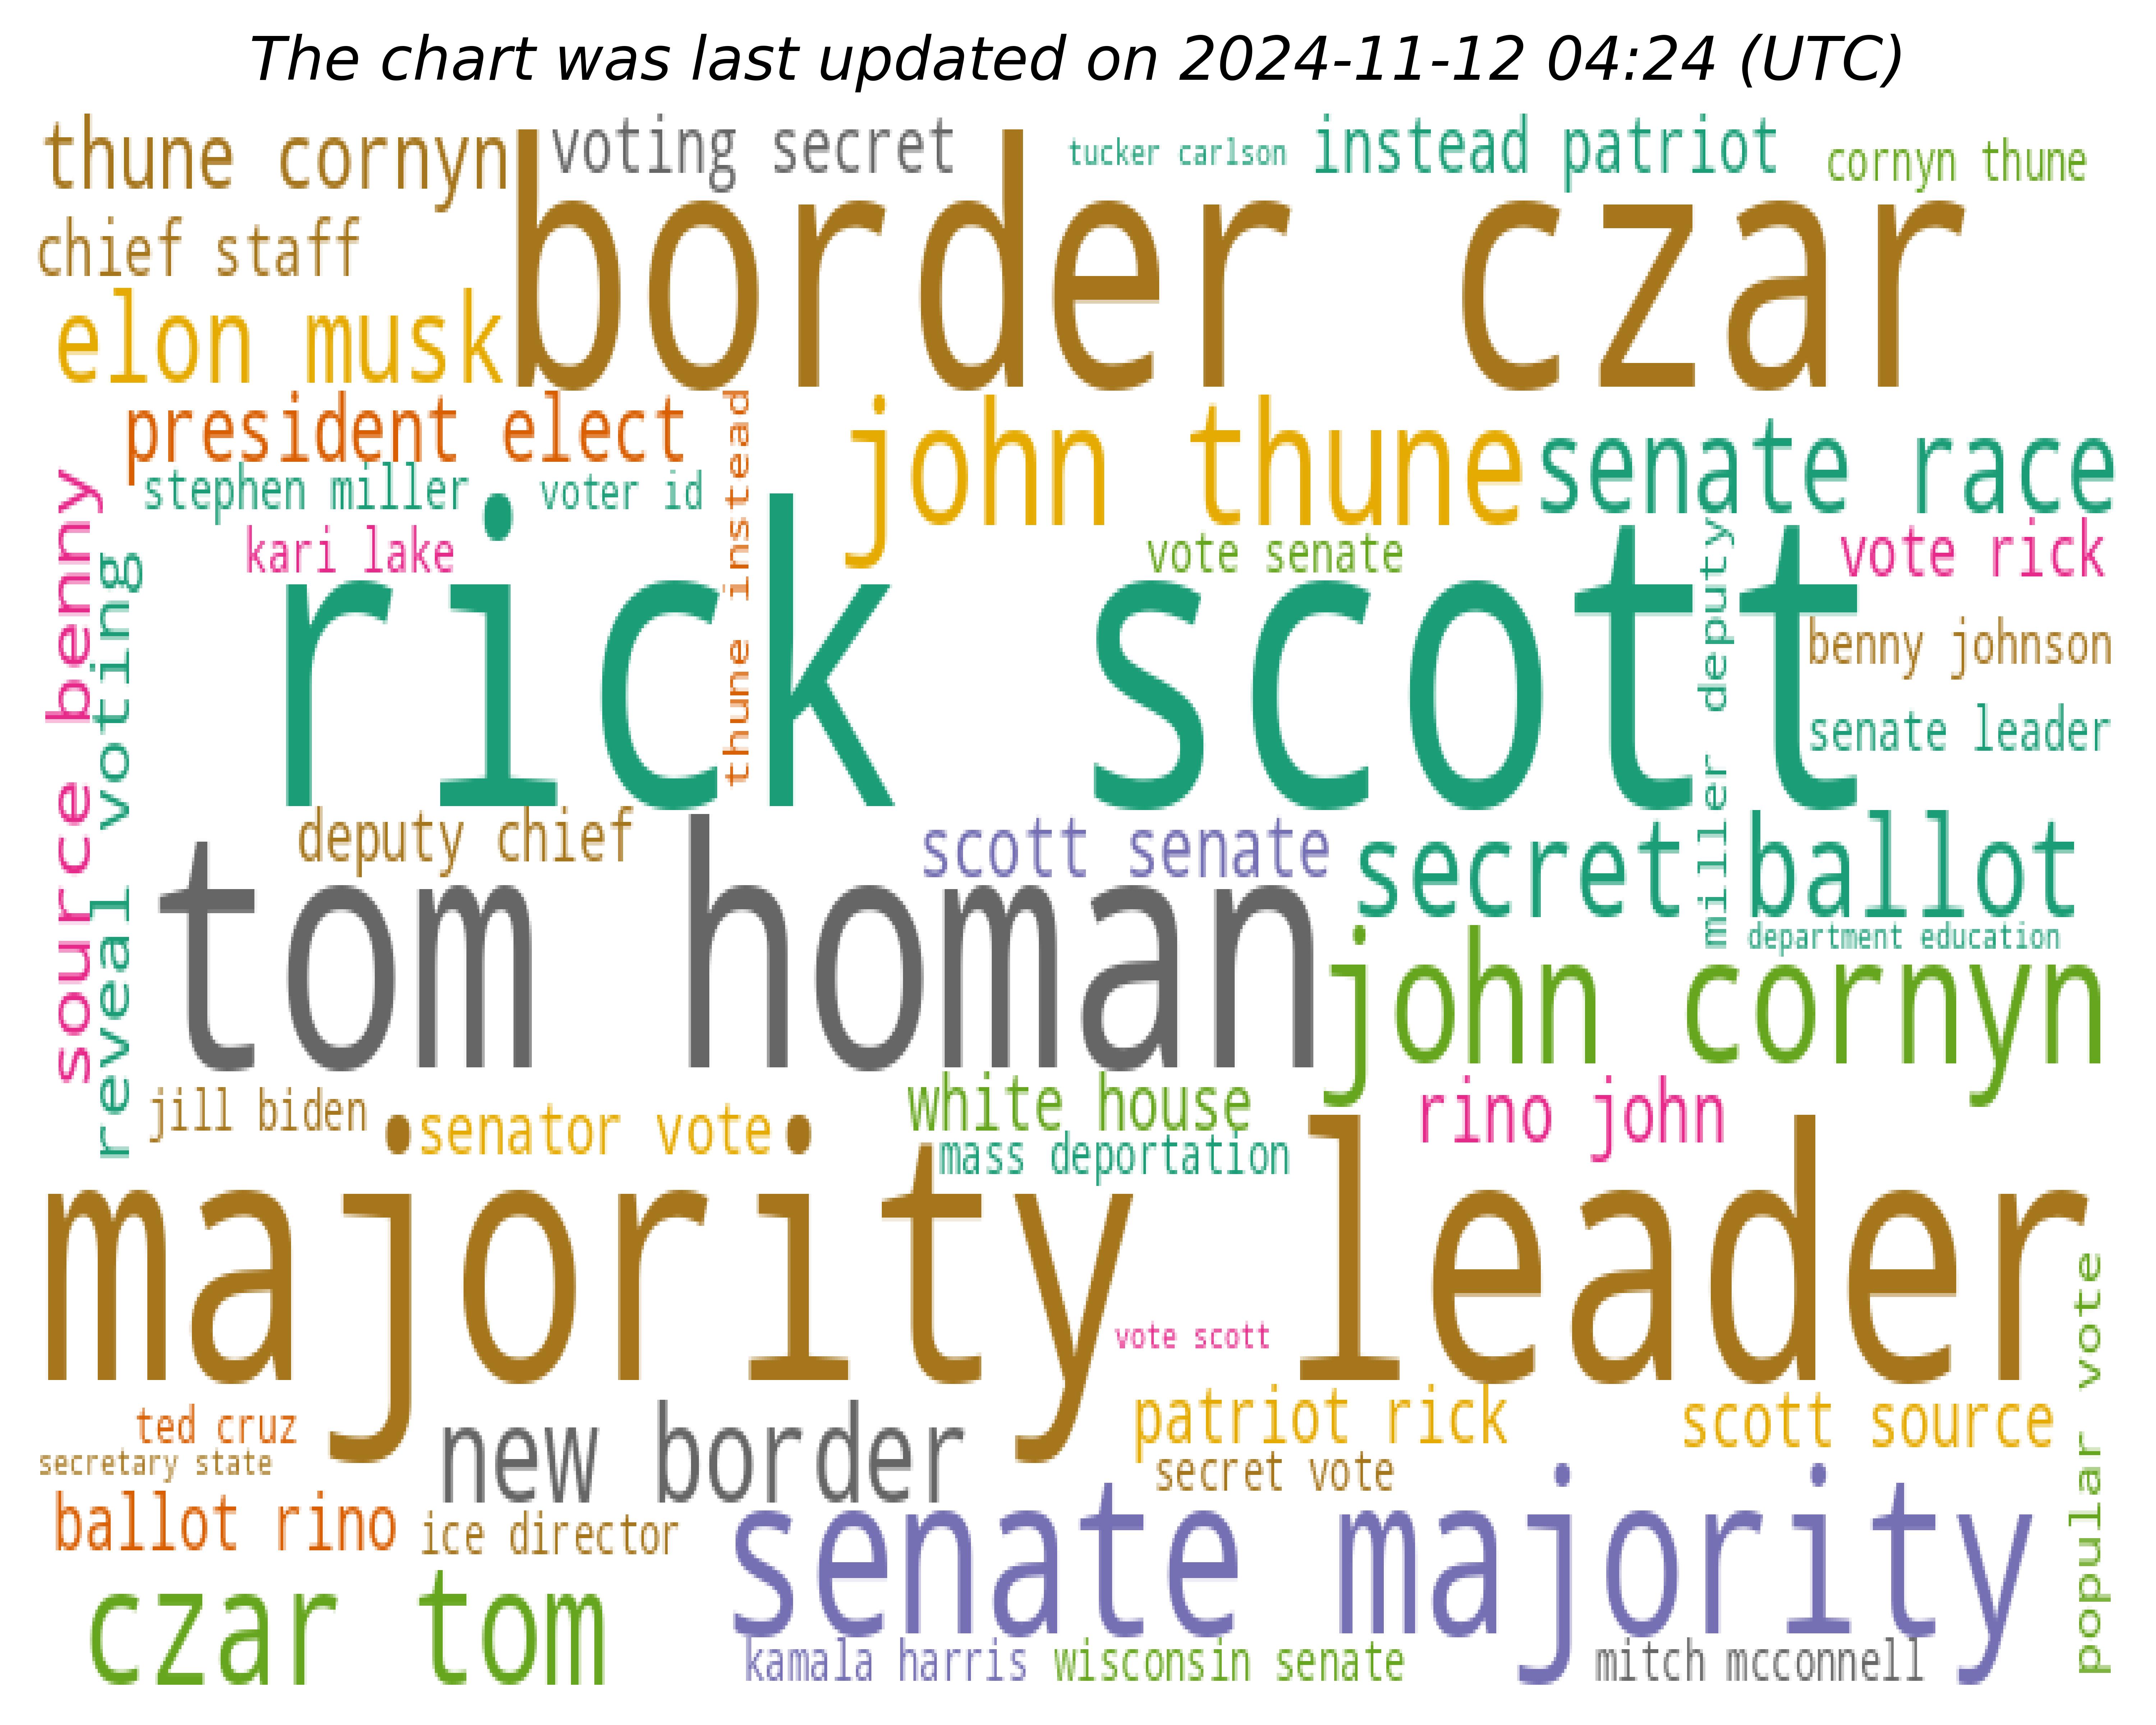 The chart was last updated on 2024-11-12 04:24 (UTC)
thune cornyn
voting secret
tucker carlson
instead patriot
cornyn thune
border czar
chief staff
elon musk
president elect
john thune
senate race
stephen miller
voter id
thune instead
kari lake
vote senate
vote rick
source benny
reveal voting
rick scott
miller deputy
benny johnson
senate leader
deputy chief
scott senate
secret ballot
tom homan
department education
john cornyn
jill biden
senator vote
white house
rino john
mass deportation
majority leader
vote scott
popular vote
ted cruz
secretary state
new border
patriot rick
scott source
secret vote
ballot rino
ice director
senate majority
czar tom
kamala harris
wisconsin senate
mitch mcconnell